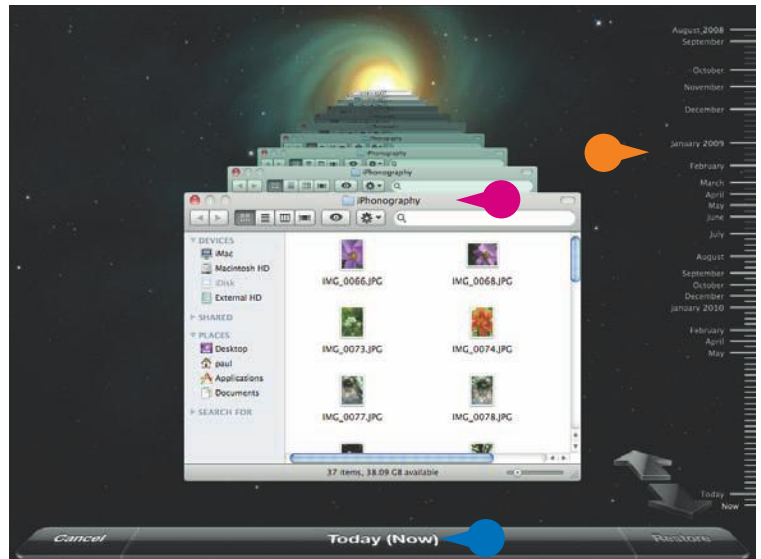 August 2008
September
October
November
December
January 2009
February
March
April
May
June
July
August
September
October
December
January 2010
February
April
May
Today
Now
iPhonography
iPhonography
iPhonography
iPhonography
DEVICES
iMac
Macintosh HD
iDisk
External HD
SHARED
PLACES
Desktop
paul
Applications
Documents
SEARCH FOR
IMG_0066.JPG
IMG_0068.JPG
IMG_0073.JPG
IMG_0074.JPG
IMG_0077.JPG
IMG_0078.JPG
37 items, 38.09 GB available
Cancel
Today (Now)
Restore